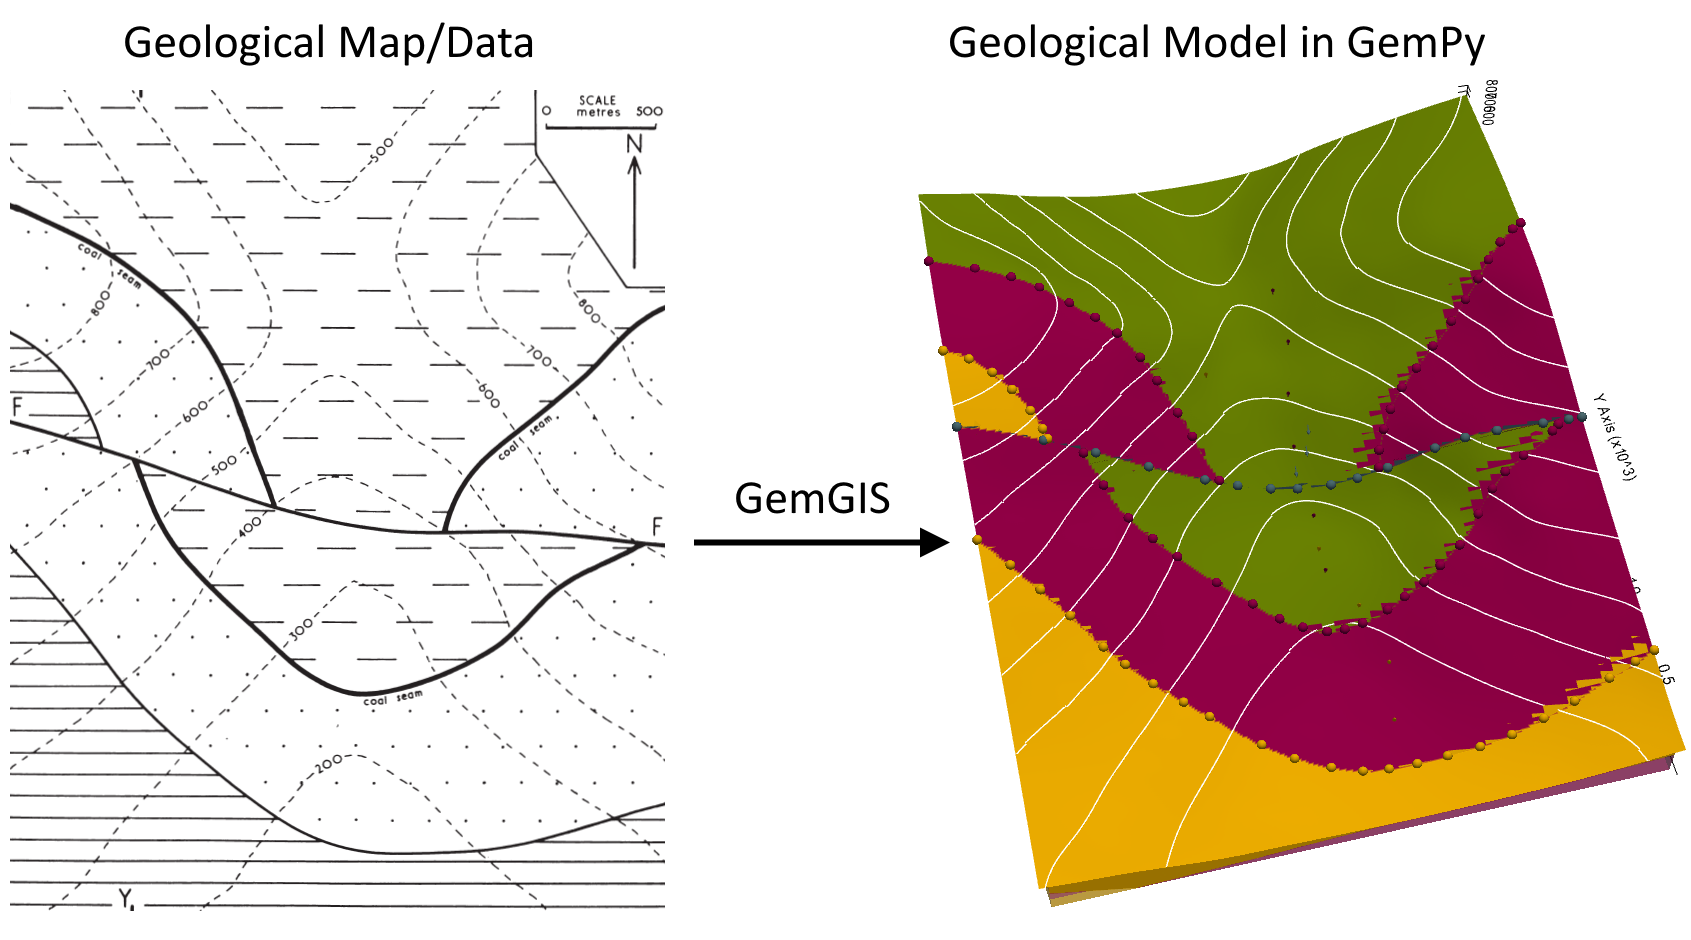 Geological Map/Data
Geological Model in GemPy
SCALE
metres
0
500
N
500
coal seam
800
800
700
700
600
600
F
coal seam
500
400
F
300
coal seam
200
Y
GemGIS
Y Axis (x10^3)
0.5